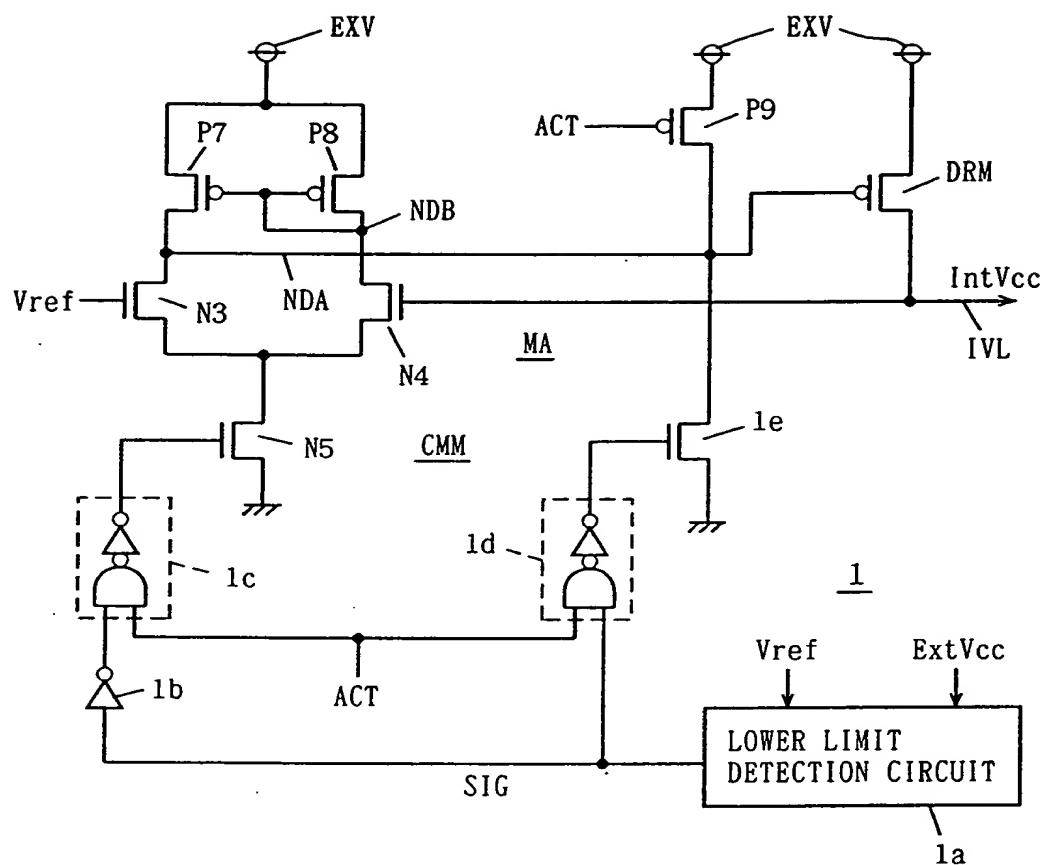 EXV
EXV
P7
P8
ACT
P9
DRM
NDB
IntVcc
Vref
N3
NDA
N4
MA
IVL
N5
CMM
1e
1c
1d
1
Vref
ExtVcc
1b
ACT
LOWER LIMIT
DETECTION CIRCUIT
SIG
1a